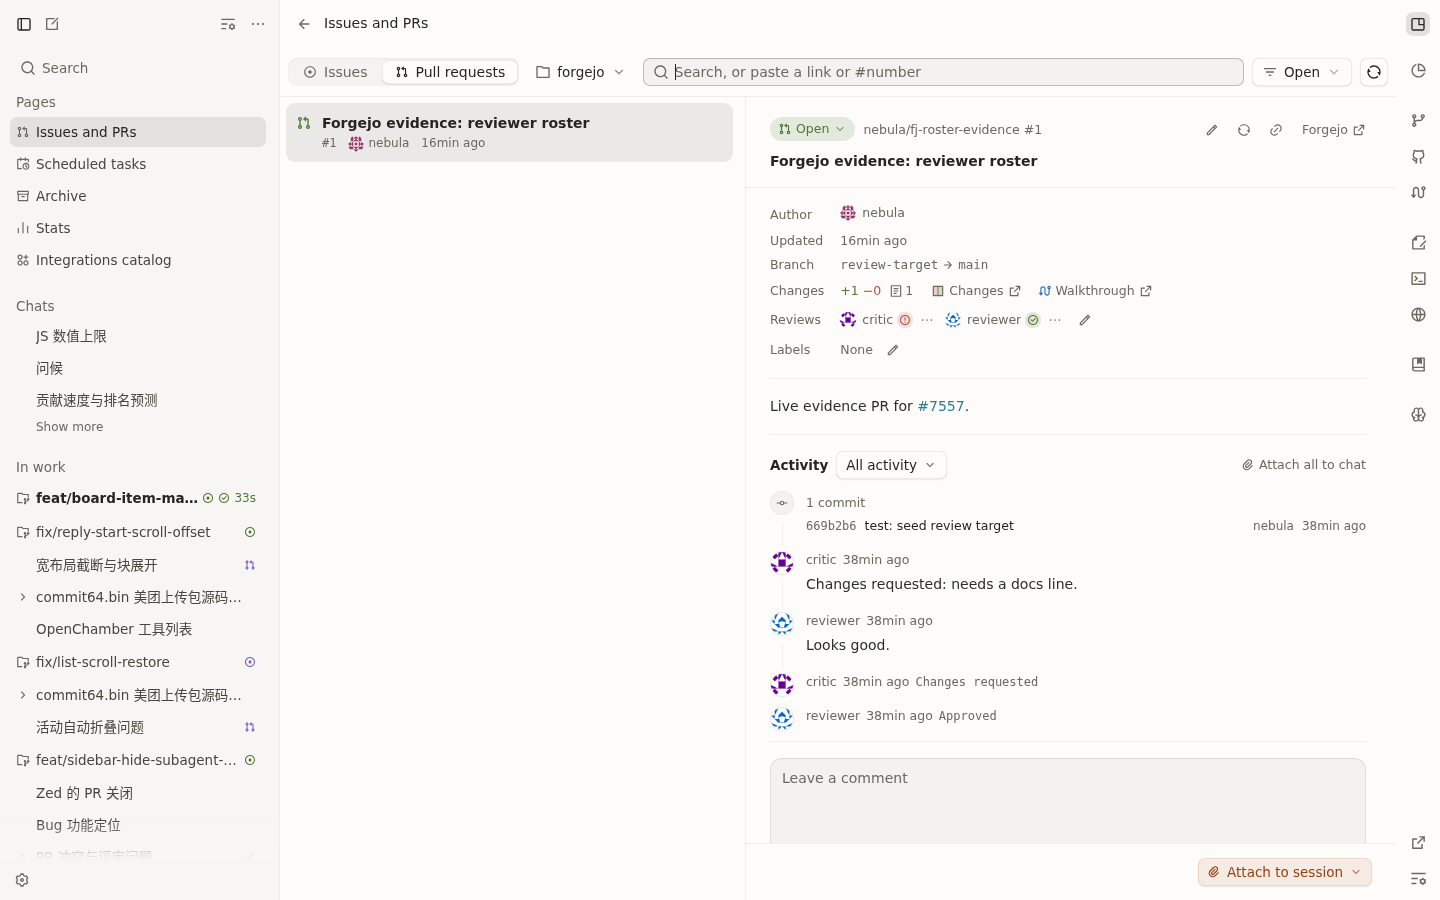 Search
Pages
Issues and PRs
Scheduled tasks
Archive
Stats
Integrations catalog
Chats
JS 数值上限
问候
贡献速度与排名预测
Show more
In work
feat/board-item-ma... 33s
fix/reply-start-scroll-offset
宽布局截断与块展开
commit64.bin 美团上传包源码...
OpenChamber 工具列表
fix/list-scroll-restore
commit64.bin 美团上传包源码...
活动自动折叠问题
feat/sidebar-hide-subagent-...
Zed 的 PR 关闭
Bug 功能定位
PR 冲突与评审问题
Issues and PRs
Issues Pull requests forgejo Search, or paste a link or #number Open
Forgejo evidence: reviewer roster
#1 nebula 16min ago
Open nebula/fj-roster-evidence #1 Forgejo
Forgejo evidence: reviewer roster
Author nebula
Updated 16min ago
Branch review-target → main
Changes +1 −0 1 Changes Walkthrough
Reviews critic ... reviewer ...
Labels None
Live evidence PR for #7557.
Activity All activity Attach all to chat
1 commit
669b2b6 test: seed review target nebula 38min ago
critic 38min ago
Changes requested: needs a docs line.
reviewer 38min ago
Looks good.
critic 38min ago Changes requested
reviewer 38min ago Approved
Leave a comment
Attach to session